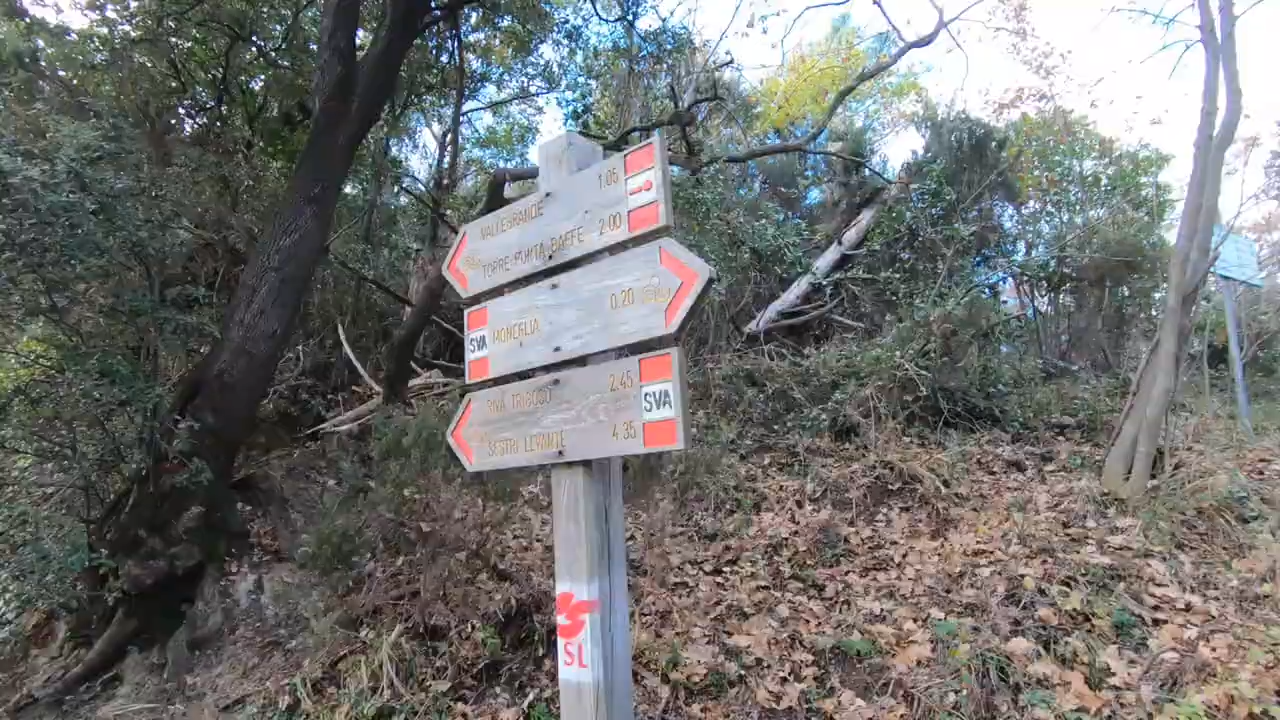 VALLEGRANDE 1.05
TORRE PUNTA BAFFE 2.00
MONEGLIA 0.20
SVA
RIVA TRIGOSO 2.45
SESTRI LEVANTE 4.35
SVA
SL